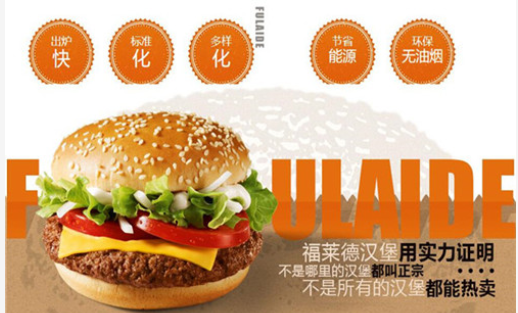 出炉
快
标准
化
多样
化
FULAIDE
节省
能源
环保
无油烟
F ULAIDE
福莱德汉堡用实力证明
不是哪里的汉堡都叫正宗 ····
不是所有的汉堡都能热卖